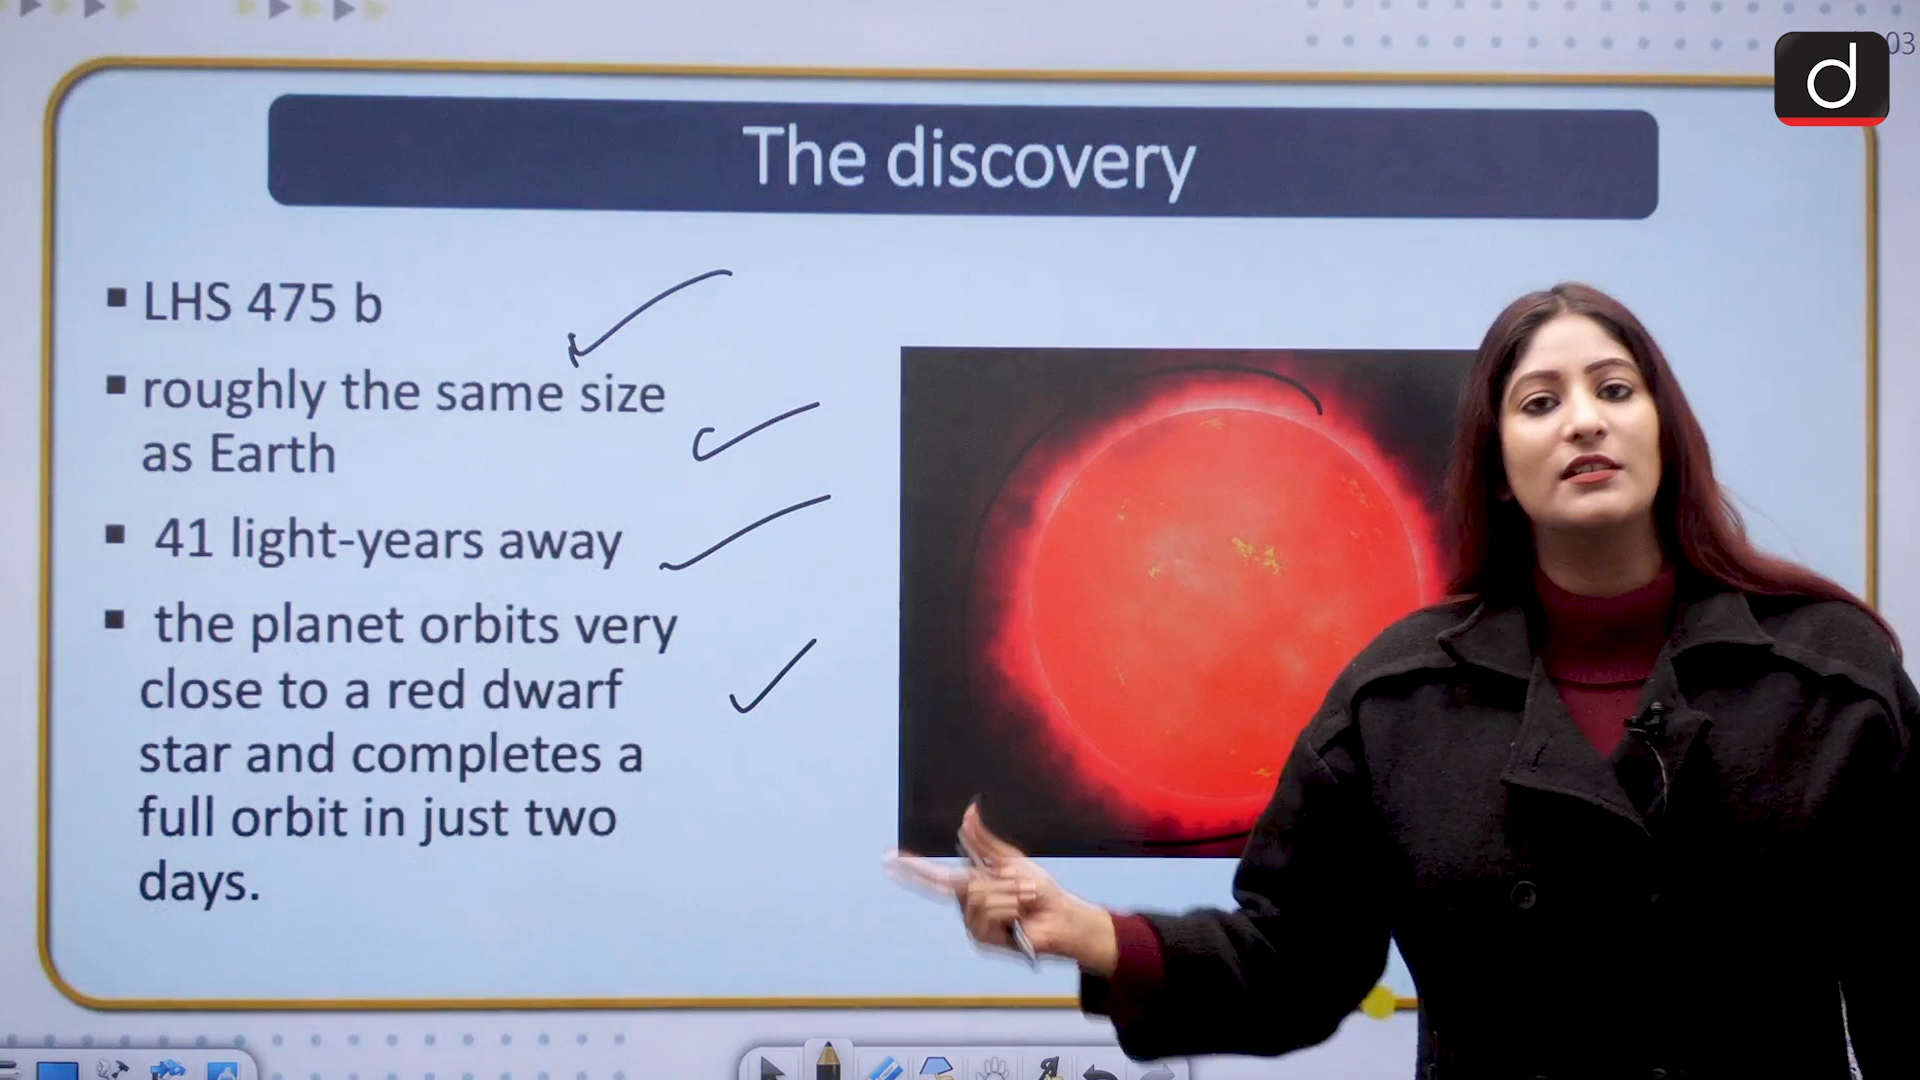 03
d
The discovery
▪ LHS 475 b
▪ roughly the same size
as Earth
▪ 41 light-years away
▪ the planet orbits very
close to a red dwarf
star and completes a
full orbit in just two
days.